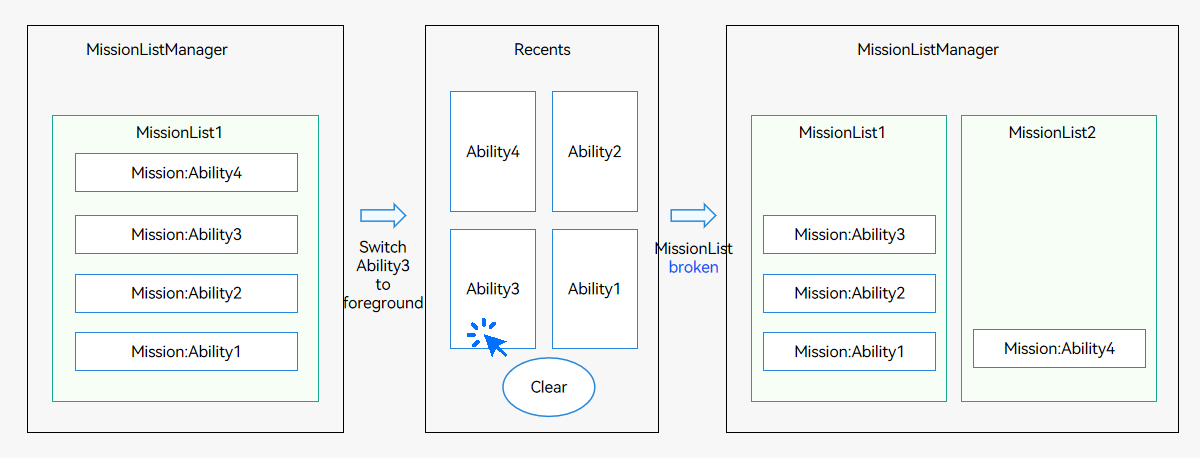 MissionListManager
MissionList1
Mission:Ability4
Mission:Ability3
Mission:Ability2
Mission:Ability1
Switch
Ability3
to
foreground
Recents
Ability4
Ability2
Ability3
Ability1
Clear
MissionList
broken
MissionListManager
MissionList1
Mission:Ability3
Mission:Ability2
Mission:Ability1
MissionList2
Mission:Ability4